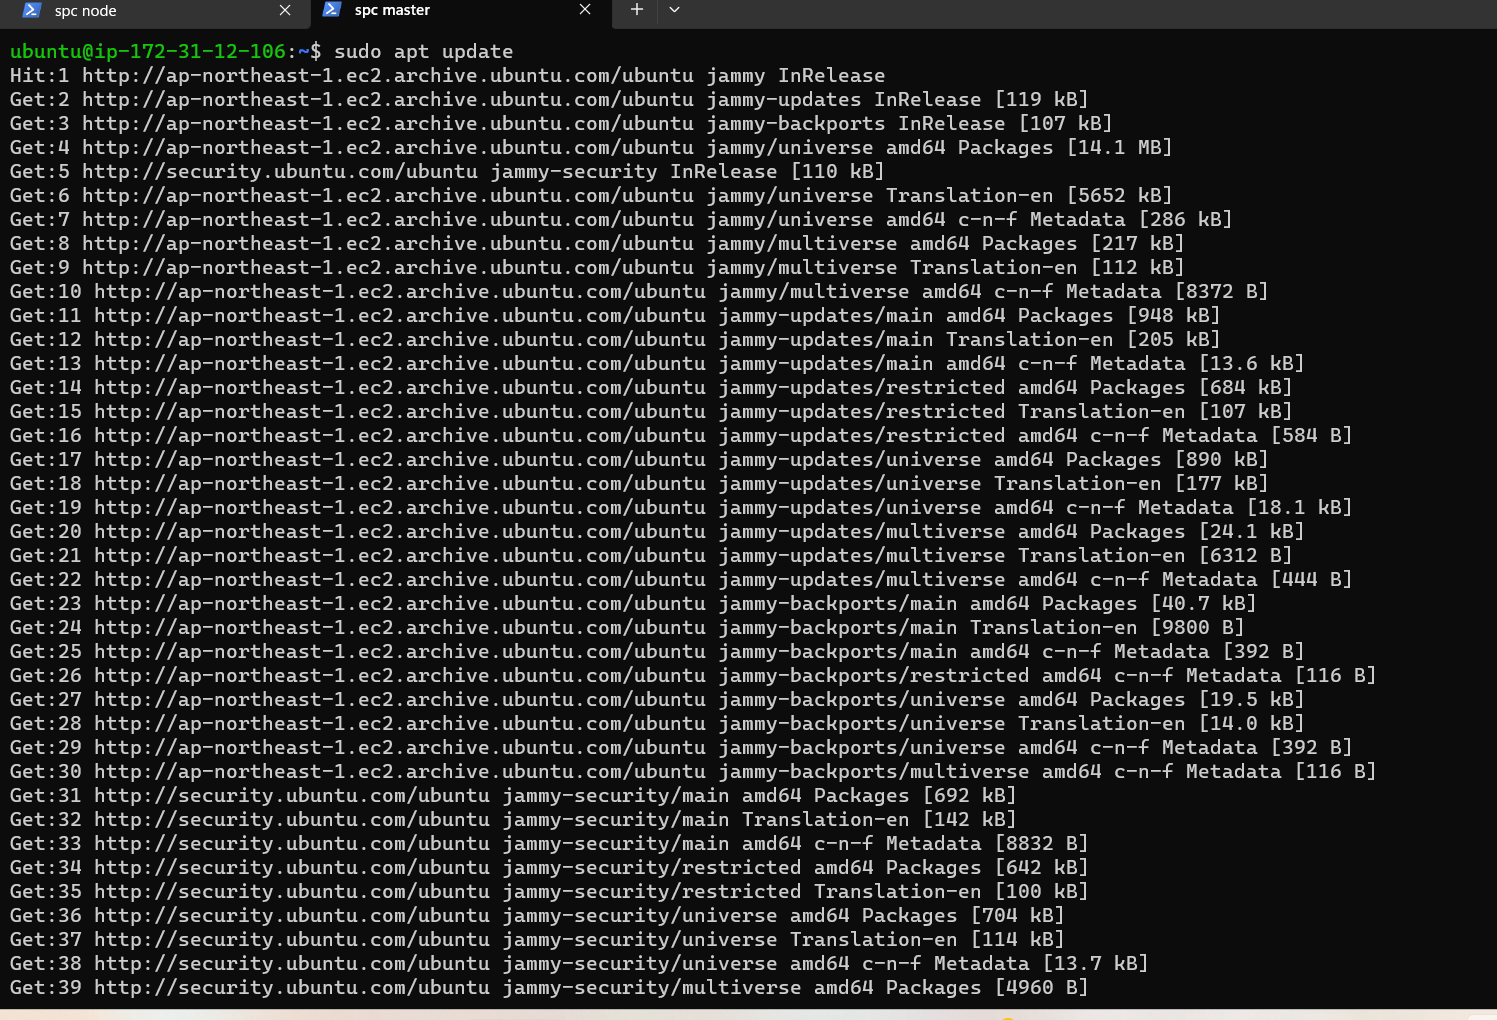 spc node
spc master
ubuntu@ip-172-31-12-106:~$ sudo apt update
Hit:1 http://ap-northeast-1.ec2.archive.ubuntu.com/ubuntu jammy InRelease
Get:2 http://ap-northeast-1.ec2.archive.ubuntu.com/ubuntu jammy-updates InRelease [119 kB]
Get:3 http://ap-northeast-1.ec2.archive.ubuntu.com/ubuntu jammy-backports InRelease [107 kB]
Get:4 http://ap-northeast-1.ec2.archive.ubuntu.com/ubuntu jammy/universe amd64 Packages [14.1 MB]
Get:5 http://security.ubuntu.com/ubuntu jammy-security InRelease [110 kB]
Get:6 http://ap-northeast-1.ec2.archive.ubuntu.com/ubuntu jammy/universe Translation-en [5652 kB]
Get:7 http://ap-northeast-1.ec2.archive.ubuntu.com/ubuntu jammy/universe amd64 c-n-f Metadata [286 kB]
Get:8 http://ap-northeast-1.ec2.archive.ubuntu.com/ubuntu jammy/multiverse amd64 Packages [217 kB]
Get:9 http://ap-northeast-1.ec2.archive.ubuntu.com/ubuntu jammy/multiverse Translation-en [112 kB]
Get:10 http://ap-northeast-1.ec2.archive.ubuntu.com/ubuntu jammy/multiverse amd64 c-n-f Metadata [8372 B]
Get:11 http://ap-northeast-1.ec2.archive.ubuntu.com/ubuntu jammy-updates/main amd64 Packages [948 kB]
Get:12 http://ap-northeast-1.ec2.archive.ubuntu.com/ubuntu jammy-updates/main Translation-en [205 kB]
Get:13 http://ap-northeast-1.ec2.archive.ubuntu.com/ubuntu jammy-updates/main amd64 c-n-f Metadata [13.6 kB]
Get:14 http://ap-northeast-1.ec2.archive.ubuntu.com/ubuntu jammy-updates/restricted amd64 Packages [684 kB]
Get:15 http://ap-northeast-1.ec2.archive.ubuntu.com/ubuntu jammy-updates/restricted Translation-en [107 kB]
Get:16 http://ap-northeast-1.ec2.archive.ubuntu.com/ubuntu jammy-updates/restricted amd64 c-n-f Metadata [584 B]
Get:17 http://ap-northeast-1.ec2.archive.ubuntu.com/ubuntu jammy-updates/universe amd64 Packages [890 kB]
Get:18 http://ap-northeast-1.ec2.archive.ubuntu.com/ubuntu jammy-updates/universe Translation-en [177 kB]
Get:19 http://ap-northeast-1.ec2.archive.ubuntu.com/ubuntu jammy-updates/universe amd64 c-n-f Metadata [18.1 kB]
Get:20 http://ap-northeast-1.ec2.archive.ubuntu.com/ubuntu jammy-updates/multiverse amd64 Packages [24.1 kB]
Get:21 http://ap-northeast-1.ec2.archive.ubuntu.com/ubuntu jammy-updates/multiverse Translation-en [6312 B]
Get:22 http://ap-northeast-1.ec2.archive.ubuntu.com/ubuntu jammy-updates/multiverse amd64 c-n-f Metadata [444 B]
Get:23 http://ap-northeast-1.ec2.archive.ubuntu.com/ubuntu jammy-backports/main amd64 Packages [40.7 kB]
Get:24 http://ap-northeast-1.ec2.archive.ubuntu.com/ubuntu jammy-backports/main Translation-en [9800 B]
Get:25 http://ap-northeast-1.ec2.archive.ubuntu.com/ubuntu jammy-backports/main amd64 c-n-f Metadata [392 B]
Get:26 http://ap-northeast-1.ec2.archive.ubuntu.com/ubuntu jammy-backports/restricted amd64 c-n-f Metadata [116 B]
Get:27 http://ap-northeast-1.ec2.archive.ubuntu.com/ubuntu jammy-backports/universe amd64 Packages [19.5 kB]
Get:28 http://ap-northeast-1.ec2.archive.ubuntu.com/ubuntu jammy-backports/universe Translation-en [14.0 kB]
Get:29 http://ap-northeast-1.ec2.archive.ubuntu.com/ubuntu jammy-backports/universe amd64 c-n-f Metadata [392 B]
Get:30 http://ap-northeast-1.ec2.archive.ubuntu.com/ubuntu jammy-backports/multiverse amd64 c-n-f Metadata [116 B]
Get:31 http://security.ubuntu.com/ubuntu jammy-security/main amd64 Packages [692 kB]
Get:32 http://security.ubuntu.com/ubuntu jammy-security/main Translation-en [142 kB]
Get:33 http://security.ubuntu.com/ubuntu jammy-security/main amd64 c-n-f Metadata [8832 B]
Get:34 http://security.ubuntu.com/ubuntu jammy-security/restricted amd64 Packages [642 kB]
Get:35 http://security.ubuntu.com/ubuntu jammy-security/restricted Translation-en [100 kB]
Get:36 http://security.ubuntu.com/ubuntu jammy-security/universe amd64 Packages [704 kB]
Get:37 http://security.ubuntu.com/ubuntu jammy-security/universe Translation-en [114 kB]
Get:38 http://security.ubuntu.com/ubuntu jammy-security/universe amd64 c-n-f Metadata [13.7 kB]
Get:39 http://security.ubuntu.com/ubuntu jammy-security/multiverse amd64 Packages [4960 B]